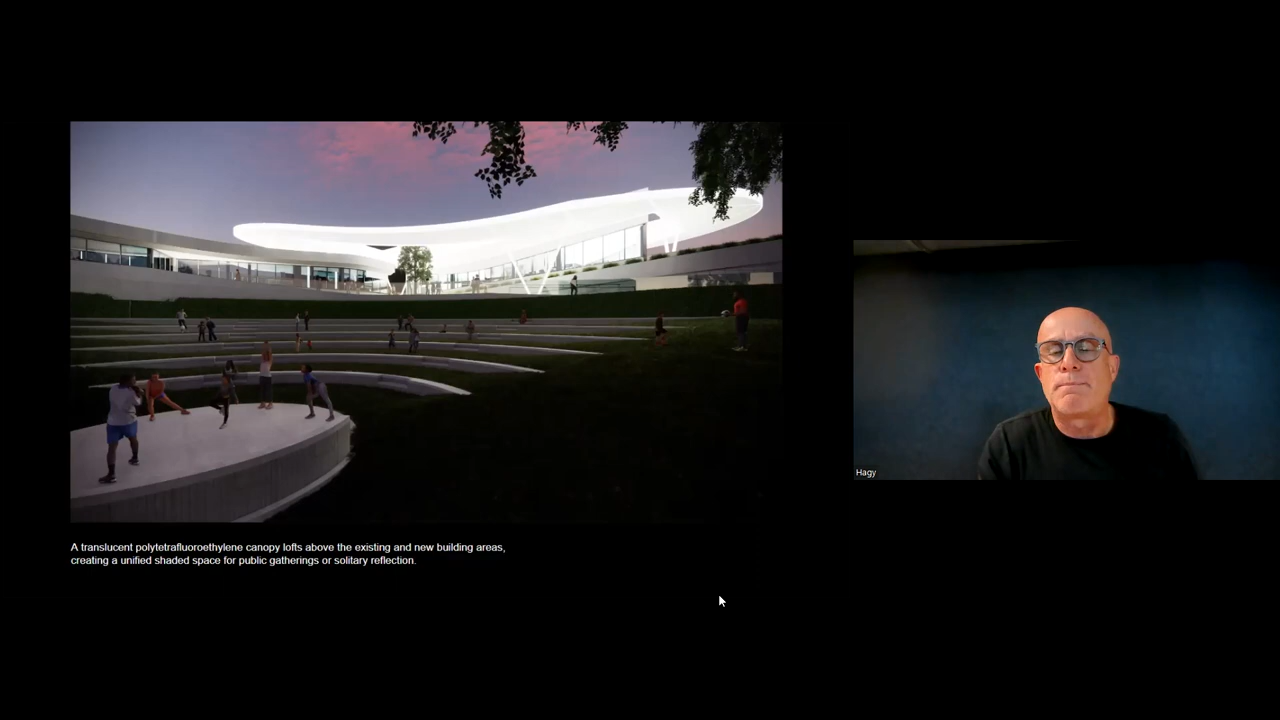 A translucent polytetrafluoroethylene canopy lofts above the existing and new building areas,
creating a unified shaded space for public gatherings or solitary reflection.
Hagy